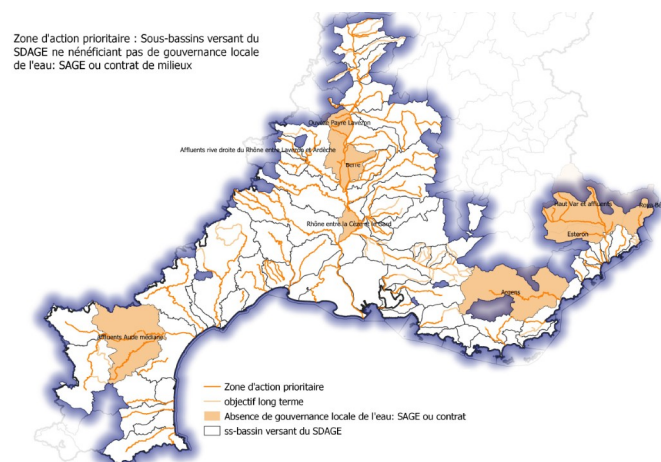 Zone d'action prioritaire : Sous-bassins versant du
SDAGE ne nénéficiant pas de gouvernance locale
de l'eau: SAGE ou contrat de milieux
Ouvèze Payre Lavezon
Affluents rive droite du Rhône entre Lavezon et Ardèche
Berre
Rhône entre la Cèze et le Gard
Haut Var et affluents
Esteron
Argens
Affluents Aude médiane
Zone d'action prioritaire
objectif long terme
Absence de gouvernance locale de l'eau: SAGE ou contrat
ss-bassin versant du SDAGE